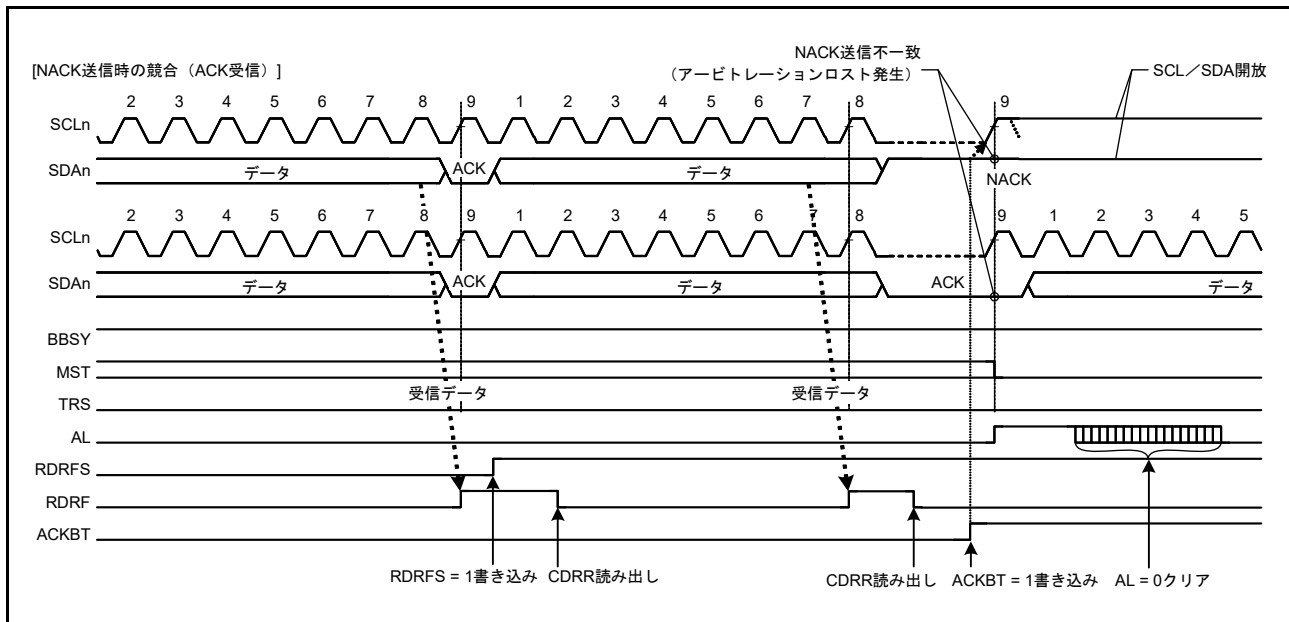 [NACK送信時の競合（ACK受信）]
NACK送信不一致
（アービトレーションロスト発生）
SCL／SDA開放
2 3 4 5 6 7 8 9 1 2 3 4 5 6 7 8 9
SCLn
SDAn データ ACK データ NACK
2 3 4 5 6 7 8 9 1 2 3 4 5 6 7 8 9 1 2 3 4 5
SCLn
SDAn データ ACK データ ACK データ
BBSY
MST
受信データ 受信データ
TRS
AL
RDRFS
RDRF
ACKBT
RDRFS = 1書き込み CDRR読み出し CDRR読み出し ACKBT = 1書き込み AL = 0クリア